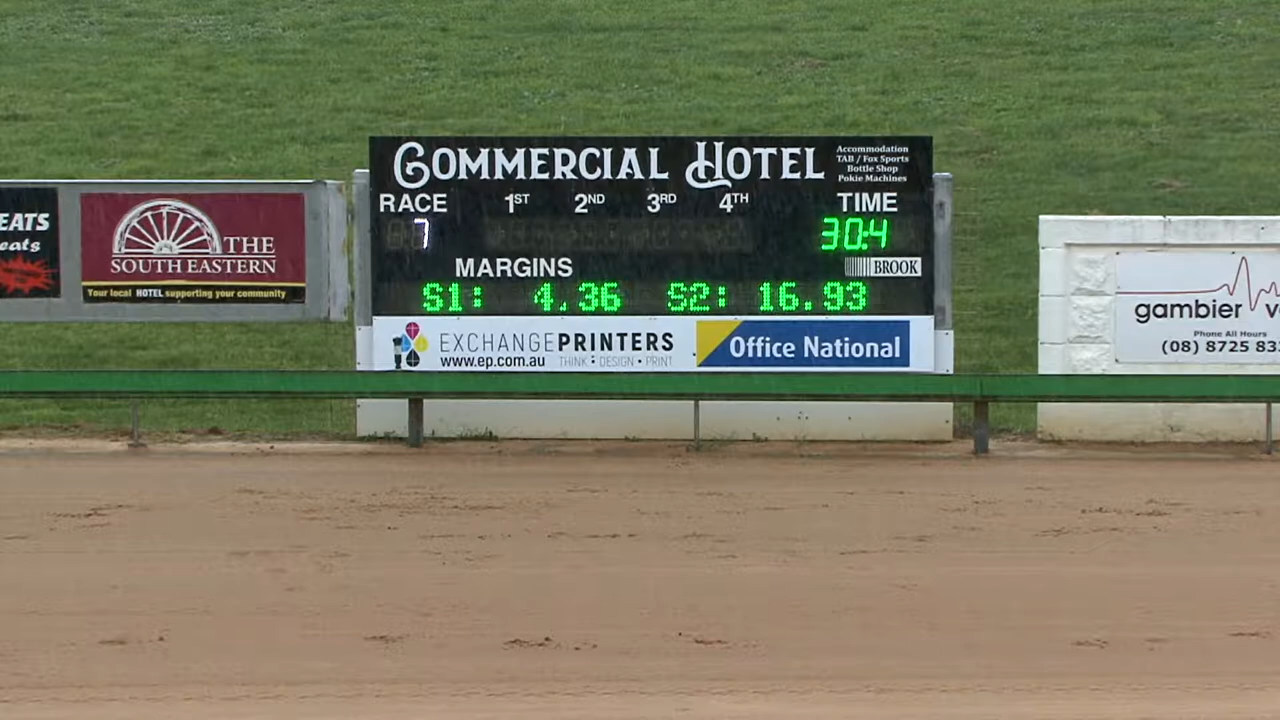 EATS
eats
THE
SOUTH EASTERN
Your local HOTEL supporting your community
COMMERCIAL HOTEL
Accommodation
TAB / Fox Sports
Bottle Shop
Pokie Machines
RACE 1ST 2ND 3RD 4TH TIME
7 30:4
MARGINS BROOK
S1: 4.36 S2: 16.93
EXCHANGEPRINTERS
www.ep.com.au THINK : DESIGN • PRINT
Office National
gambier
Phone All Hours
(08) 8725